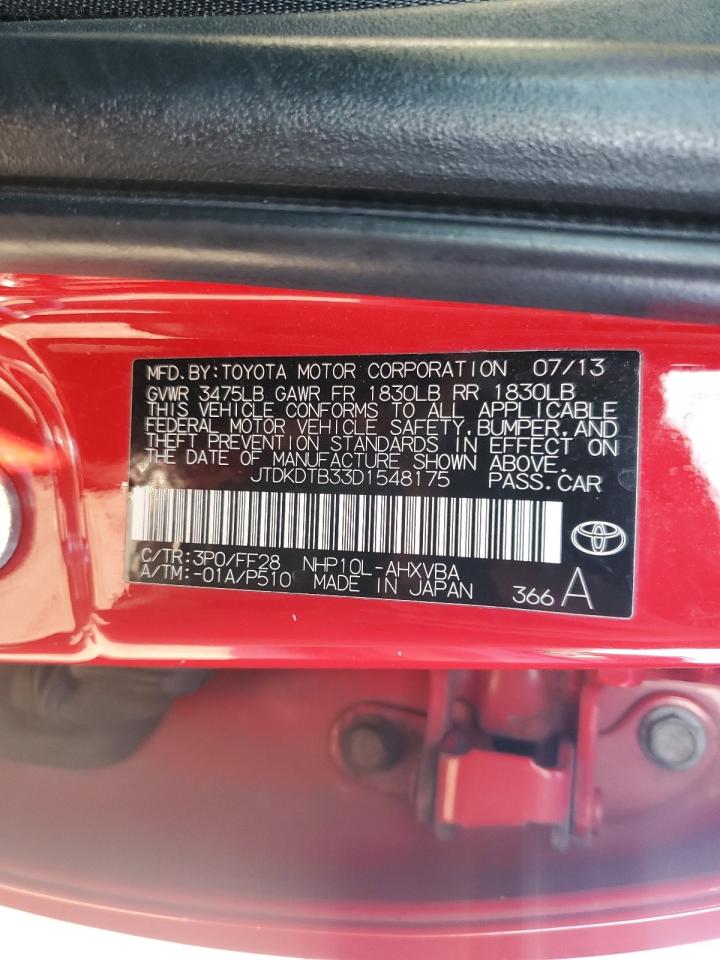 MFD. BY: TOYOTA MOTOR CORPORATION 07/13
GVWR 3475LB GAWR FR 1830LB RR 1830LB
THIS VEHICLE CONFORMS TO ALL APPLICABLE
FEDERAL MOTOR VEHICLE SAFETY, BUMPER, AND
THEFT PREVENTION STANDARDS IN EFFECT ON
THE DATE OF MANUFACTURE SHOWN ABOVE.
JTDKDTB33D1548175 PASS. CAR
C/TR: 3P0/FF28 NHP10L-AHXVBA
A/TM: -01A/P510 MADE IN JAPAN 366 A